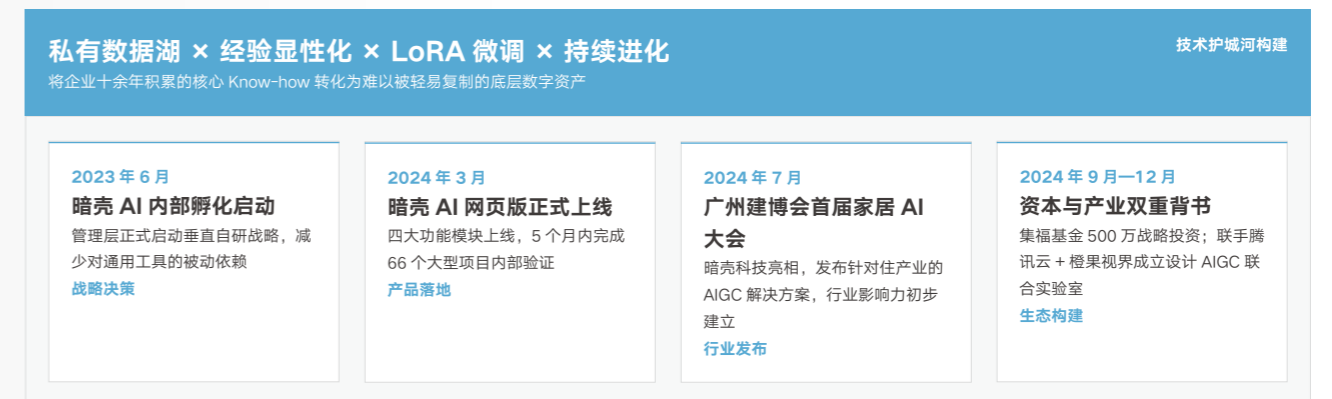 私有数据湖 × 经验显性化 × LoRA 微调 × 持续进化
技术护城河构建
将企业十余年积累的核心 Know-how 转化为难以被轻易复制的底层数字资产
2023 年 6 月
暗壳 AI 内部孵化启动
管理层正式启动垂直自研战略，减
少对通用工具的被动依赖
战略决策
2024 年 3 月
暗壳 AI 网页版正式上线
四大功能模块上线，5 个月内完成
66 个大型项目内部验证
产品落地
2024 年 7 月
广州建博会首届家居 AI
大会
暗壳科技亮相，发布针对住产业的
AIGC 解决方案，行业影响力初步
建立
行业发布
2024 年 9 月—12 月
资本与产业双重背书
集福基金 500 万战略投资；联手腾
讯云 + 橙果视界成立设计 AIGC 联
合实验室
生态构建